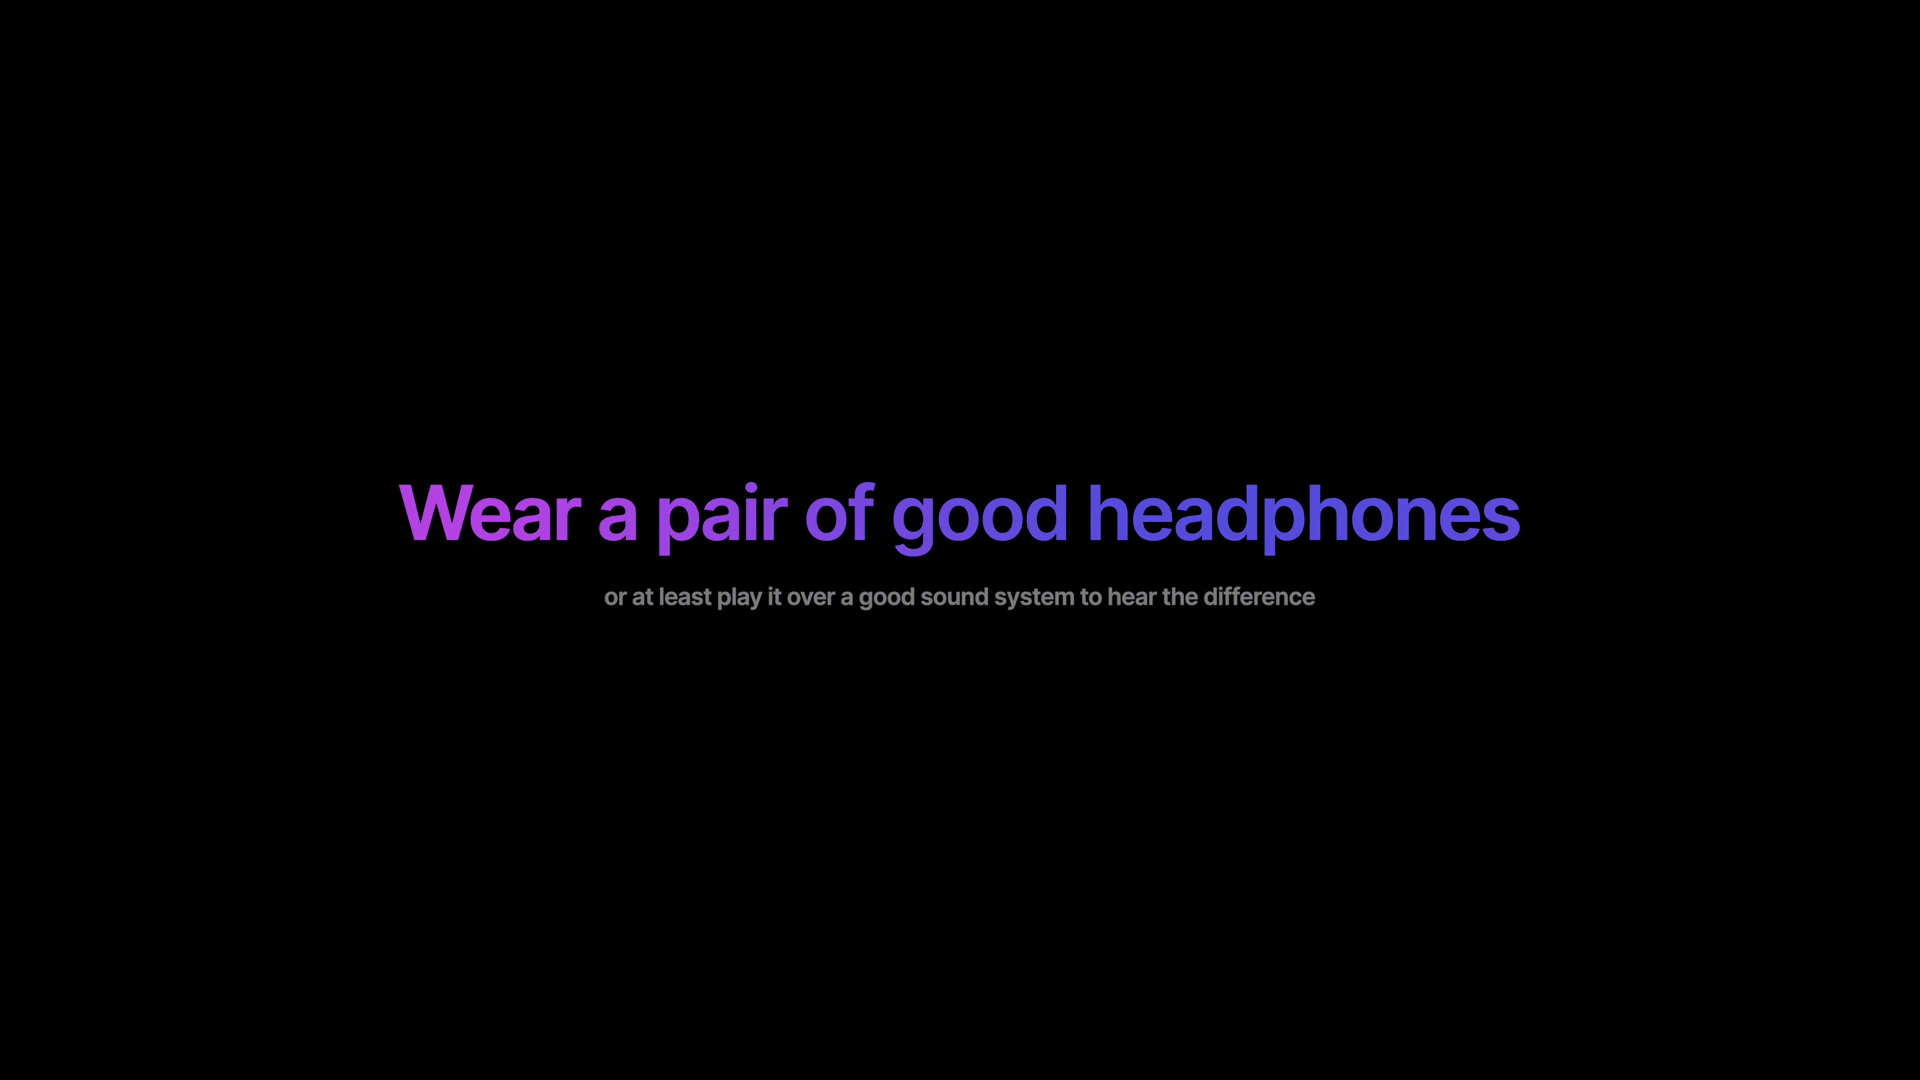 Wear a pair of good headphones
or at least play it over a good sound system to hear the difference